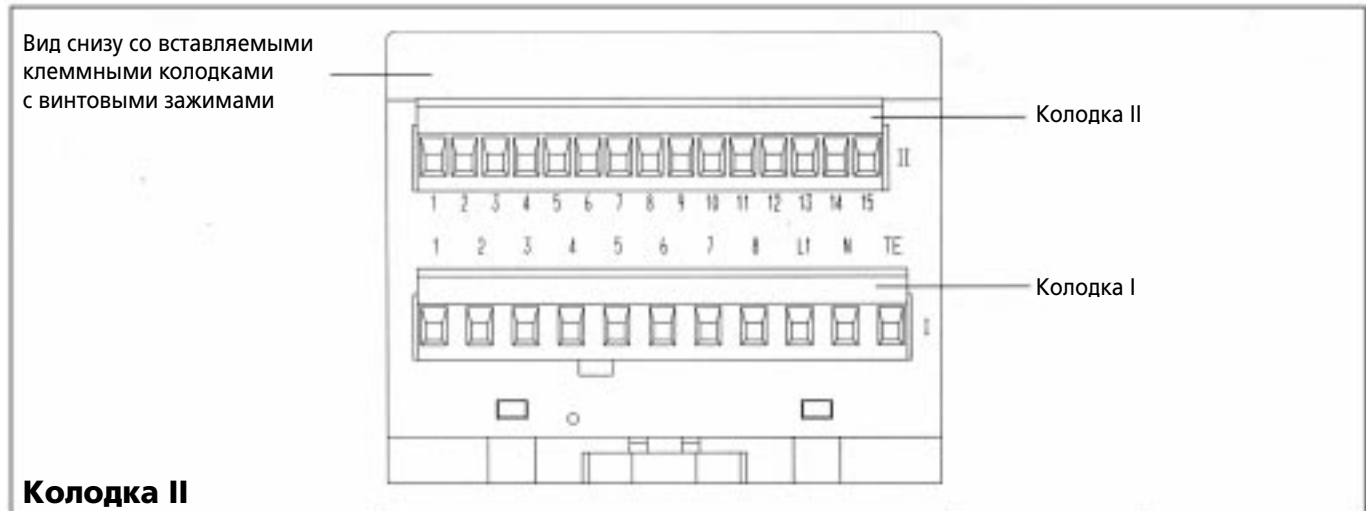 Вид снизу со вставляемыми
клеммными колодками
с винтовыми зажимами
Колодка II
II
1 2 3 4 5 6 7 8 9 10 11 12 13 14 15
1 2 3 4 5 6 7 8 L1 N TE
Колодка I
I
Колодка II